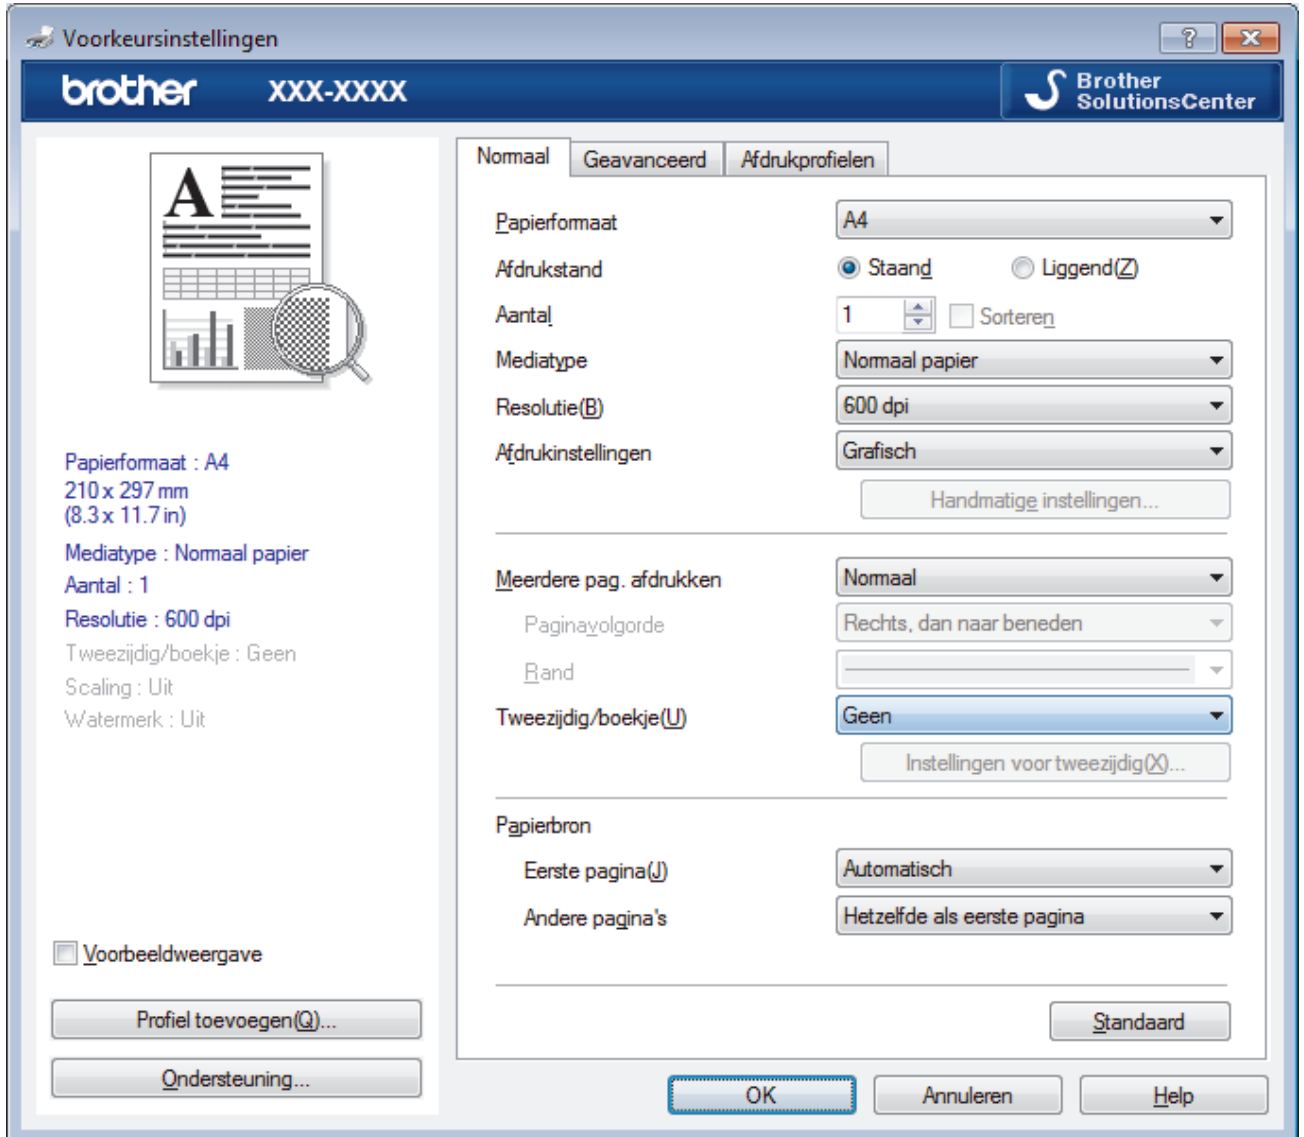 Voorkeursinstellingen
brother XXX-XXXX
Brother
SolutionsCenter
A
Papierformaat : A4
210 x 297 mm
(8.3 x 11.7 in)
Mediatype : Normaal papier
Aantal : 1
Resolutie : 600 dpi
Tweezijdig/boekje : Geen
Scaling : Uit
Watermerk : Uit
Voorbeeldweergave
Profiel toevoegen(Q)...
Ondersteuning...
Normaal Geavanceerd Afdrukprofielen
Papierformaat A4
Afdrukstand Staand Liggend(Z)
Aantal 1 Sorteren
Mediatype Normaal papier
Resolutie(B) 600 dpi
Afdrukinstellingen Grafisch
Handmatige instellingen...
Meerdere pag. afdrukken Normaal
Paginavolgorde Rechts, dan naar beneden
Rand
Tweezijdig/boekje(U) Geen
Instellingen voor tweezijdig(X)...
Papierbron
Eerste pagina(J) Automatisch
Andere pagina's Hetzelfde als eerste pagina
Standaard
OK Annuleren Help